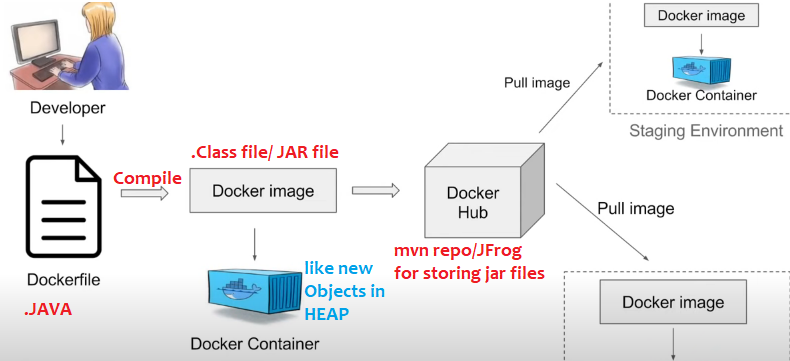 Docker image
Docker Container
Staging Environment
Pull image
Developer
.Class file/ JAR file
Compile
Docker image
Docker
Hub
Pull image
mvn repo/JFrog
for storing jar files
Dockerfile
.JAVA
like new
Objects in
HEAP
Docker Container
Docker image